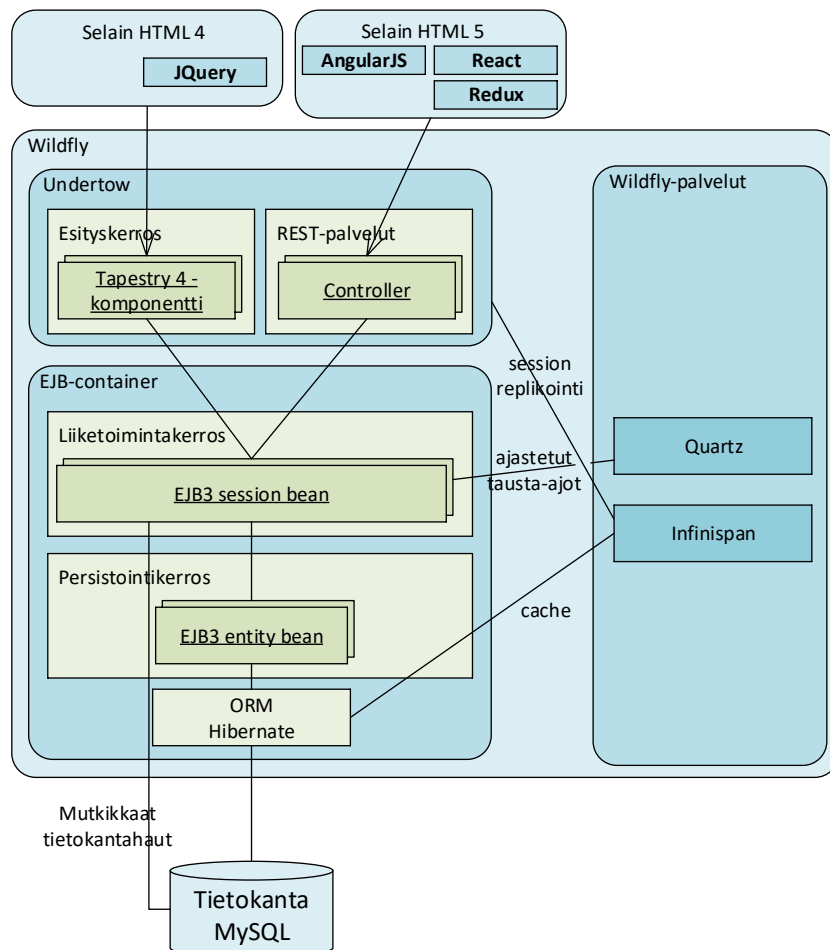 Selain HTML 4
JQuery
Selain HTML 5
AngularJS
React
Redux
Wildfly
Undertow
Esityskerros
Tapestry 4 -
komponentti
REST-palvelut
Controller
Wildfly-palvelut
session
replikointi
EJB-container
Liiketoimintakerros
EJB3 session bean
ajastetut
tausta-ajot
Quartz
Infinispan
Persistointikerros
EJB3 entity bean
cache
ORM
Hibernate
Mutkikkaat
tietokantahaut
Tietokanta
MySQL